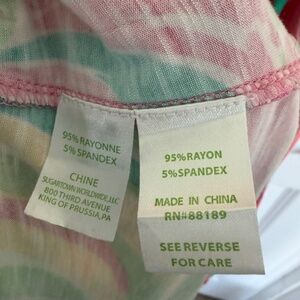 95% RAYONNE
5% SPANDEX
CHINE
SUGARTOWN WORLDWIDE, LLC
800 THIRD AVENUE
KING OF PRUSSIA, PA
95% RAYON
5% SPANDEX
MADE IN CHINA
RN#88189
SEE REVERSE
FOR CARE